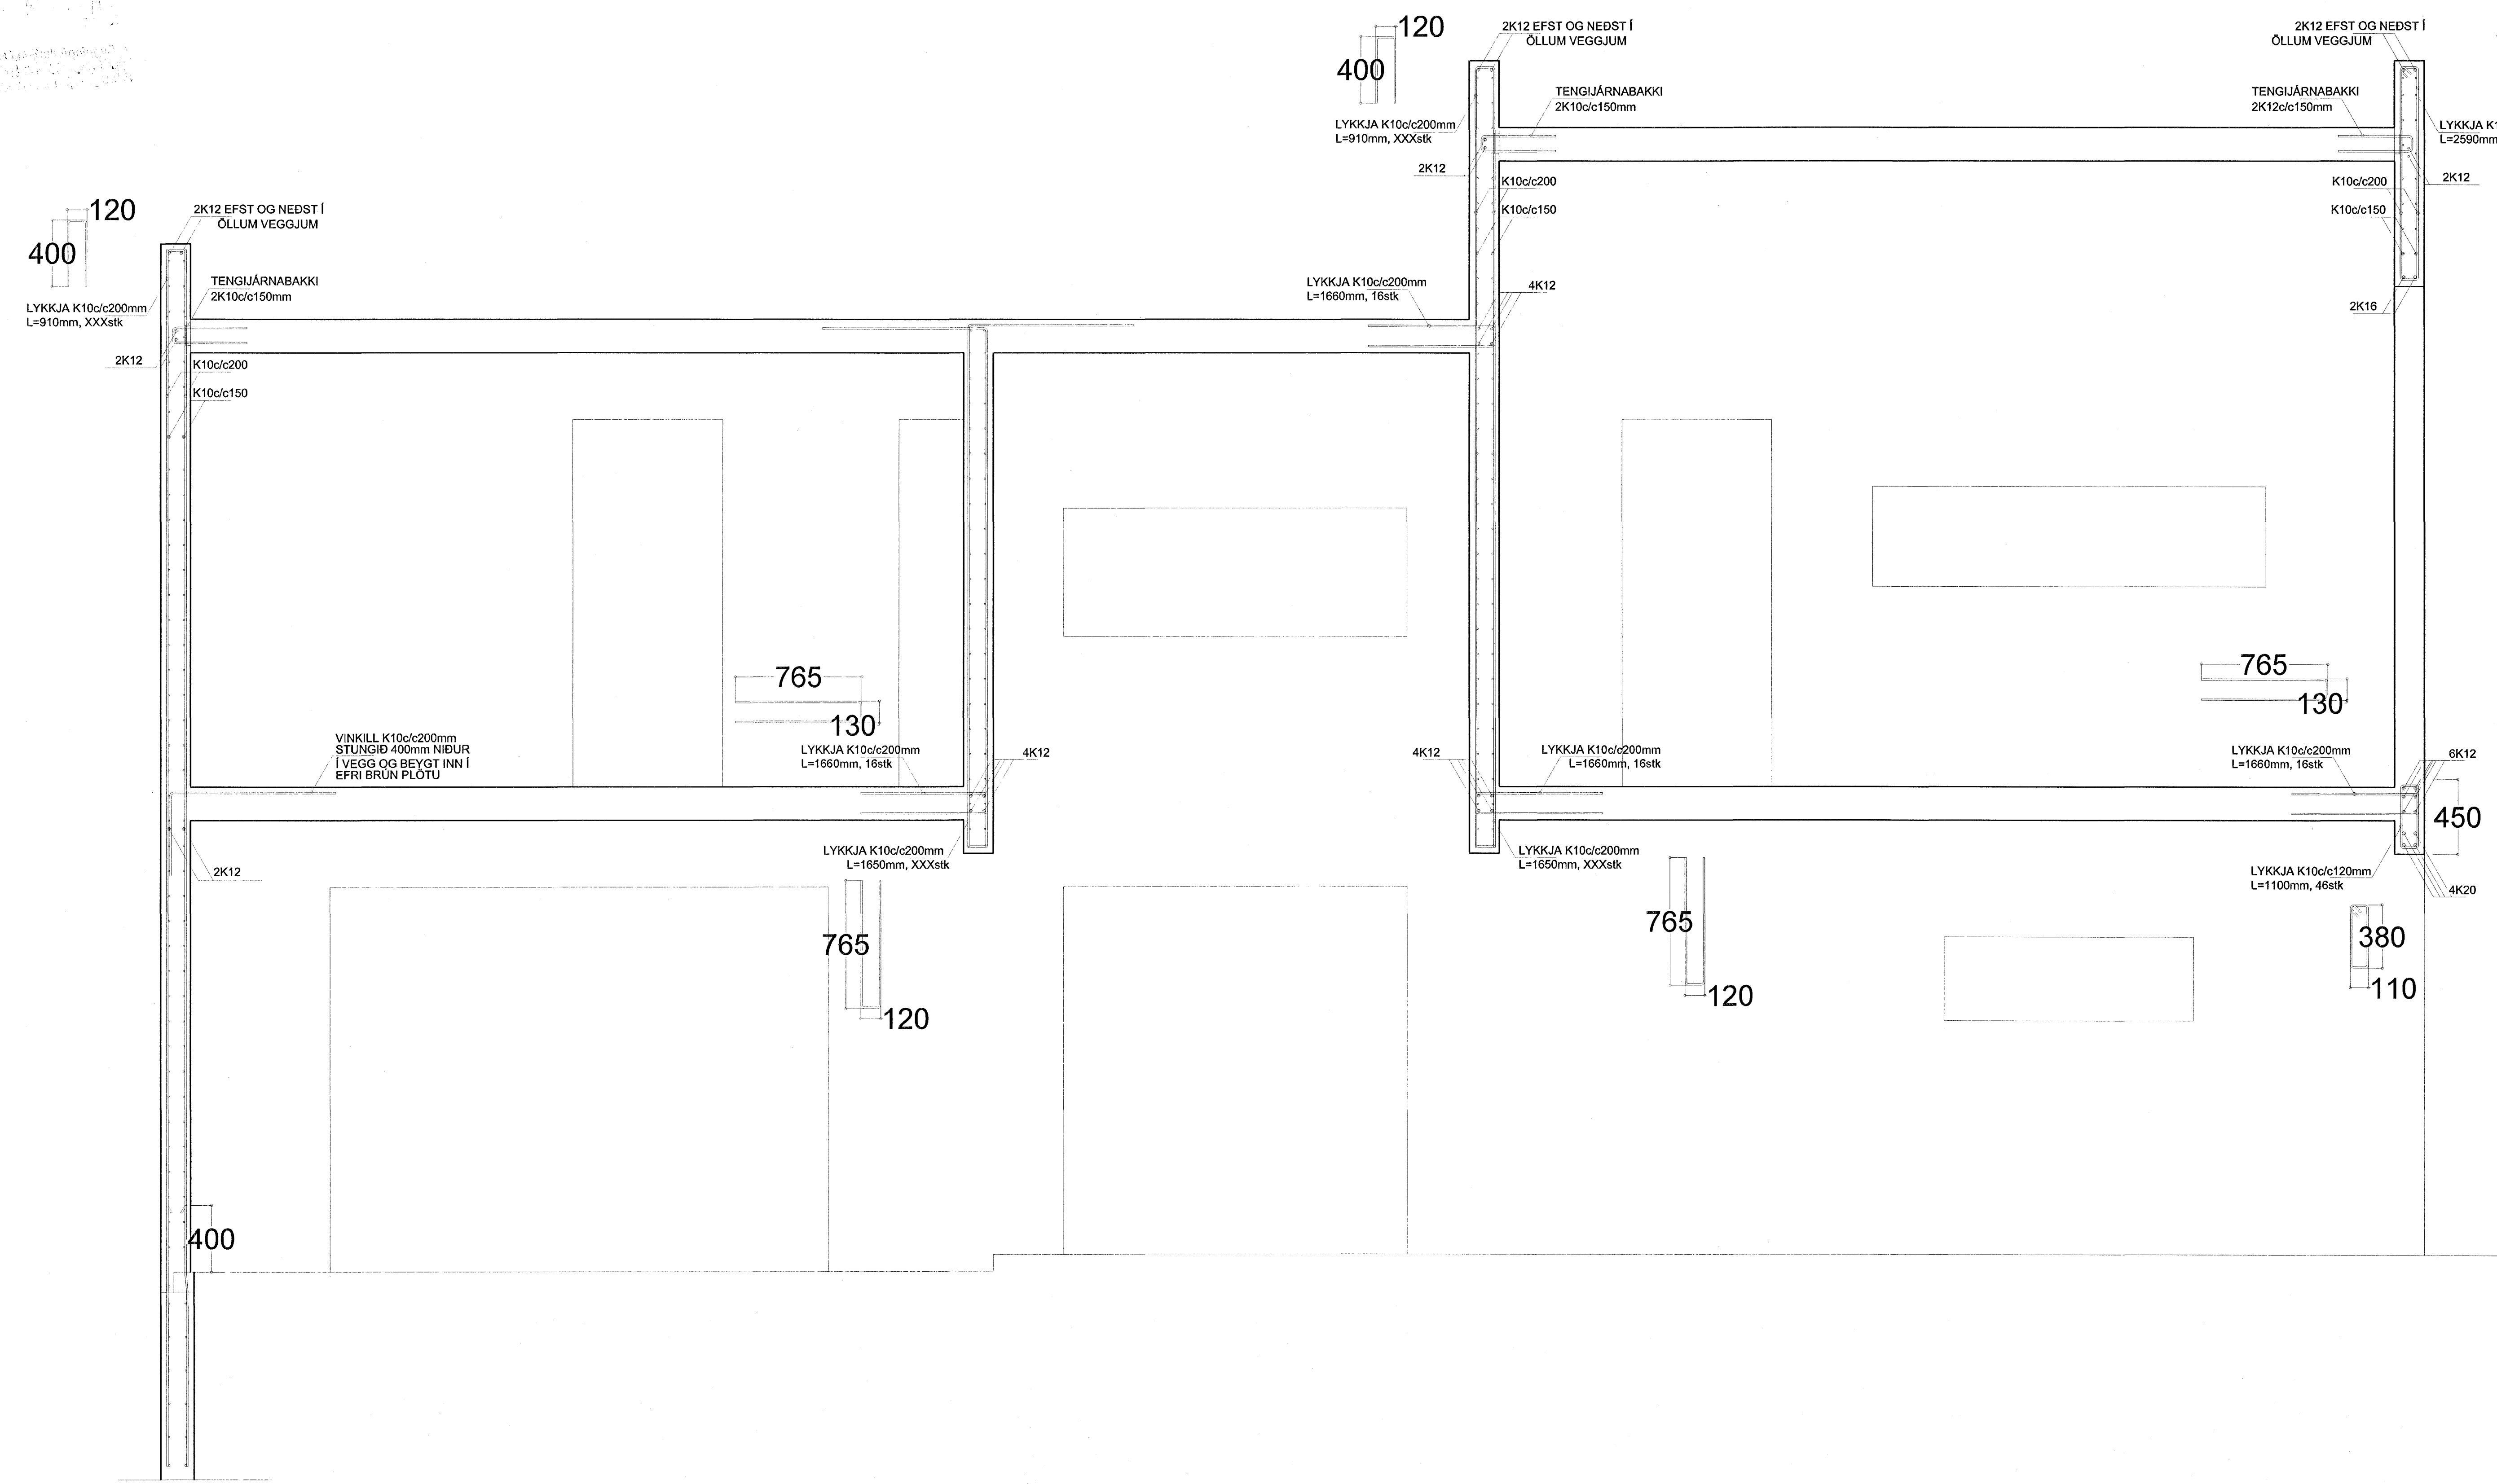 120
400
2K12 EFST OG NEÐST Í
ÖLLUM VEGGJUM
TENGIJÁRNABAKKI
2K10c/c150mm
LYKKJA K10c/c200mm
L=910mm, XXXstk
2K12
K10c/c200
K10c/c150
2K12 EFST OG NEÐST Í
ÖLLUM VEGGJUM
TENGIJÁRNABAKKI
2K12c/c150mm
LYKKJA K1
L=2590mm
2K12
K10c/c200
K10c/c150
2K16
120
400
2K12 EFST OG NEÐST Í
ÖLLUM VEGGJUM
TENGIJÁRNABAKKI
2K10c/c150mm
LYKKJA K10c/c200mm
L=910mm, XXXstk
2K12
K10c/c200
K10c/c150
LYKKJA K10c/c200mm
L=1660mm, 16stk
4K12
765
130
VINKILL K10c/c200mm
STUNGIÐ 400mm NIÐUR
Í VEGG OG BEYGT INN Í
EFRI BRÚN PLÖTU
LYKKJA K10c/c200mm
L=1660mm, 16stk
4K12
4K12
LYKKJA K10c/c200mm
L=1660mm, 16stk
765
130
LYKKJA K10c/c200mm
L=1660mm, 16stk
6K12
450
2K12
LYKKJA K10c/c200mm
L=1650mm, XXXstk
LYKKJA K10c/c200mm
L=1650mm, XXXstk
LYKKJA K10c/c120mm
L=1100mm, 46stk
4K20
765
120
765
120
380
110
400